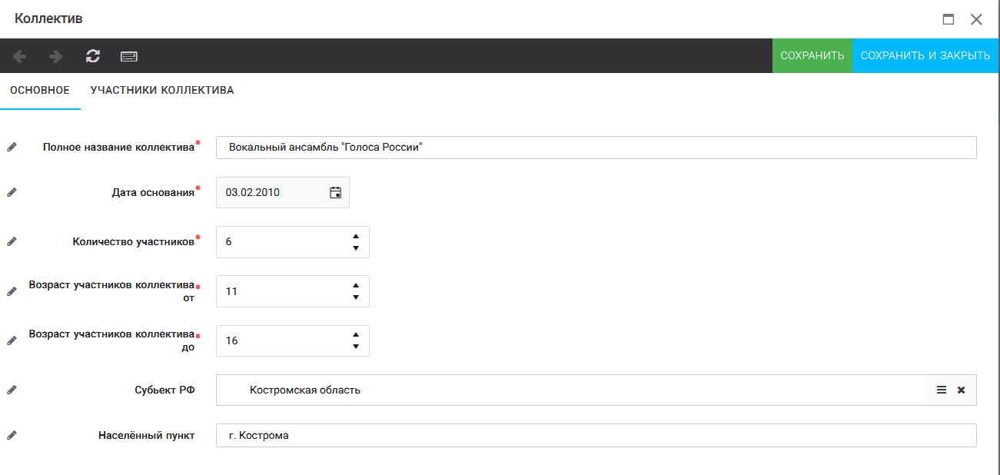 Коллектив
СОХРАНИТЬ СОХРАНИТЬ И ЗАКРЫТЬ
ОСНОВНОЕ УЧАСТНИКИ КОЛЛЕКТИВА
Полное название коллектива Вокальный ансамбль "Голоса России"
Дата основания 03.02.2010
Количество участников 6
Возраст участников коллектива
от 11
Возраст участников коллектива
до 16
Субьект РФ Костромская область
Населённый пункт г. Кострома